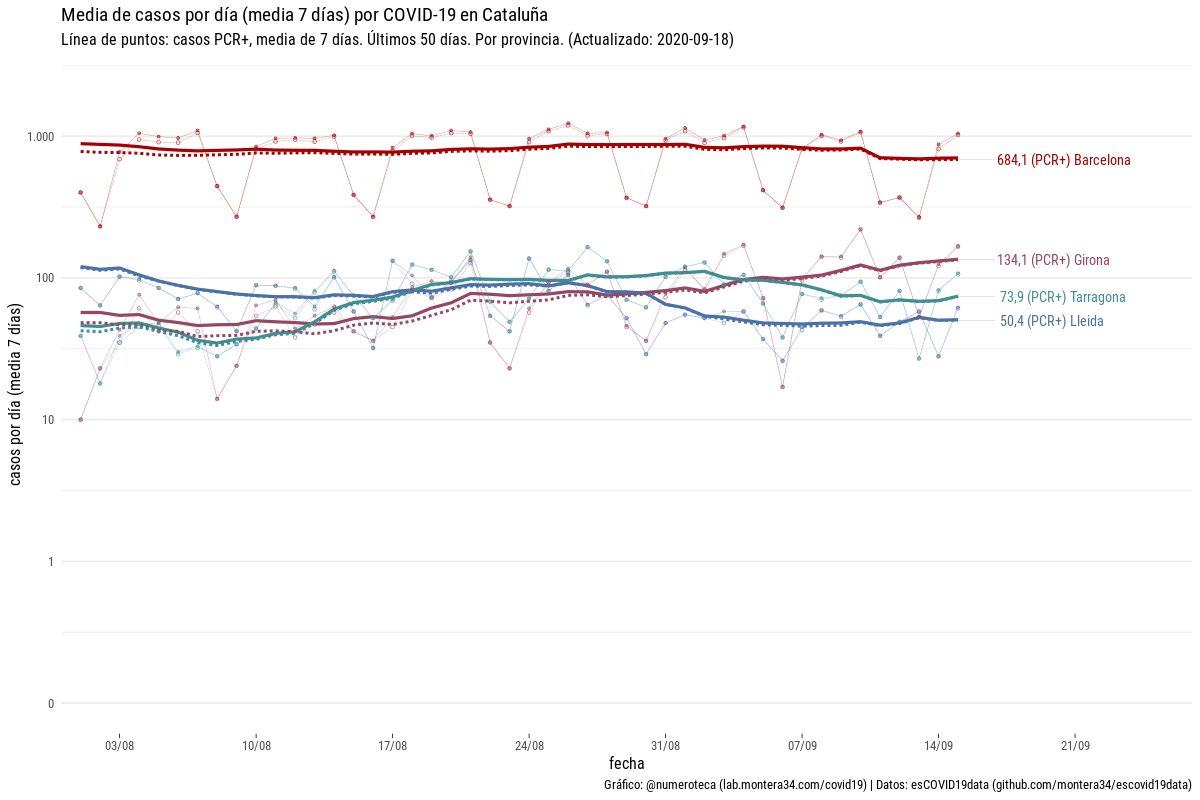 Media de casos por día (media 7 días) por COVID-19 en Cataluña
Línea de puntos: casos PCR+, media de 7 días. Últimos 50 días. Por provincia. (Actualizado: 2020-09-18)
casos por día (media 7 días)
1.000
100
10
1
0
684,1 (PCR+) Barcelona
134,1 (PCR+) Girona
73,9 (PCR+) Tarragona
50,4 (PCR+) Lleida
03/08
10/08
17/08
24/08
31/08
07/09
14/09
21/09
fecha
Gráfico: @numeroteca (lab.montera34.com/covid19) | Datos: esCOVID19data (github.com/montera34/escovid19data)